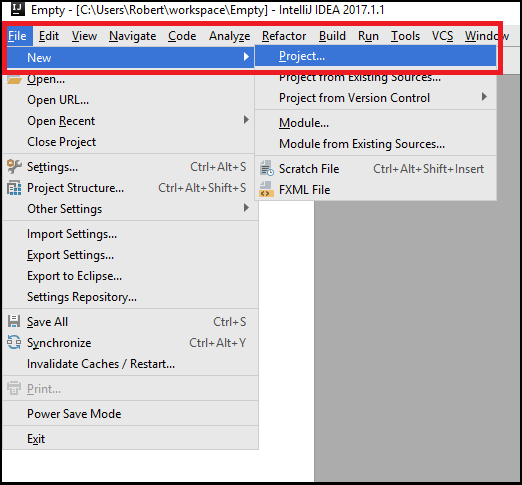 IJ Empty - [C:\Users\Robert\workspace\Empty] - IntelliJ IDEA 2017.1.1
File Edit View Navigate Code Analyze Refactor Build Run Tools VCS Window
New
Open...
Open URL...
Open Recent
Close Project
Settings... Ctrl+Alt+S
Project Structure... Ctrl+Alt+Shift+S
Other Settings
Import Settings...
Export Settings...
Export to Eclipse...
Settings Repository...
Save All Ctrl+S
Synchronize Ctrl+Alt+Y
Invalidate Caches / Restart...
Print...
Power Save Mode
Exit
Project...
Project from Existing Sources...
Project from Version Control
Module...
Module from Existing Sources...
Scratch File Ctrl+Alt+Shift+Insert
FXML File